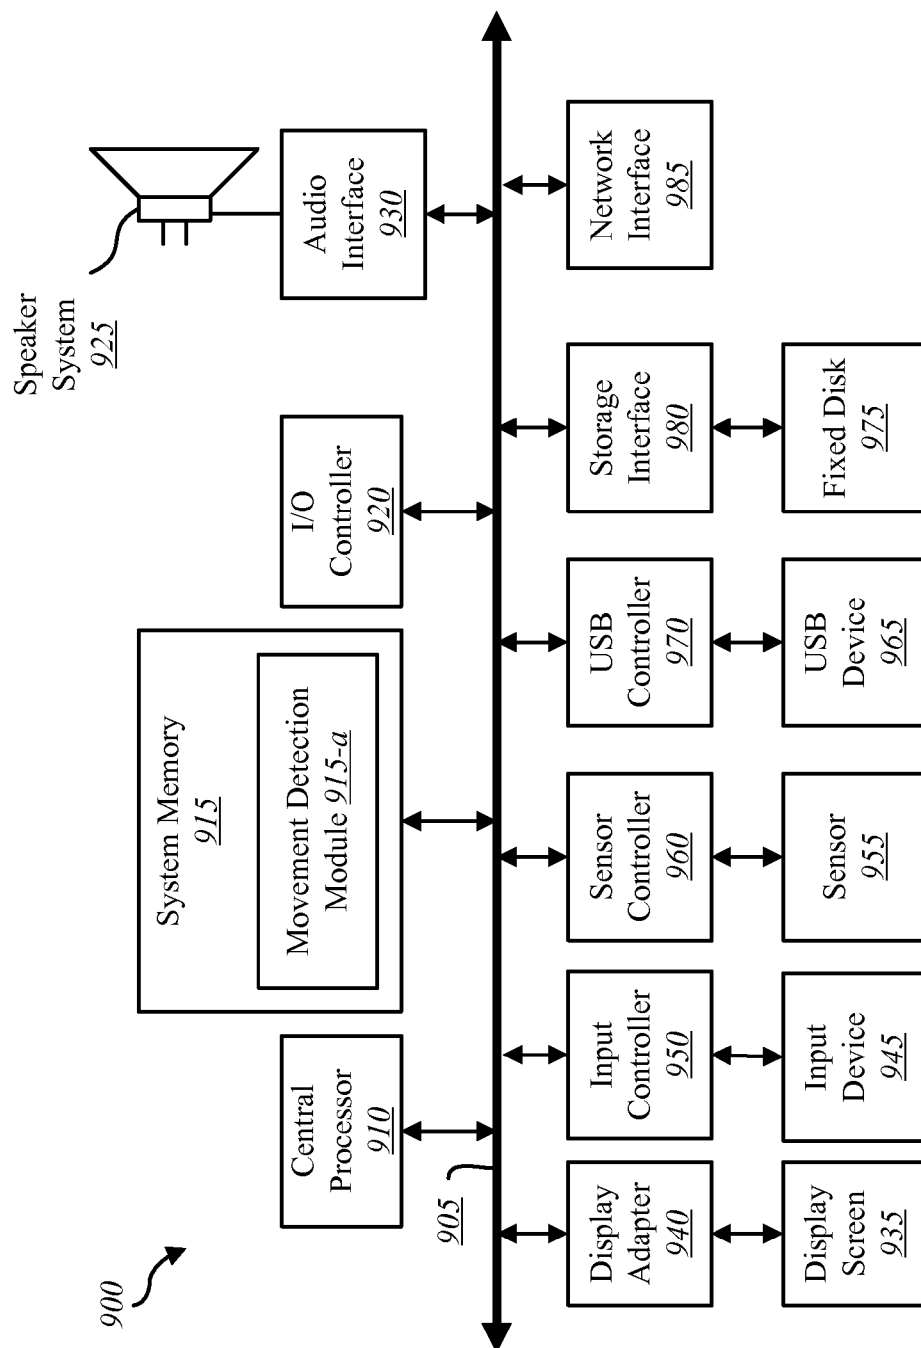 900
Speaker
System
925
Central
Processor
910
System Memory
915
Movement Detection
Module 915-a
I/O
Controller
920
Audio
Interface
930
905
Display
Adapter
940
Input
Controller
950
Sensor
Controller
960
USB
Controller
970
Storage
Interface
980
Network
Interface
985
Display
Screen
935
Input
Device
945
Sensor
955
USB
Device
965
Fixed Disk
975